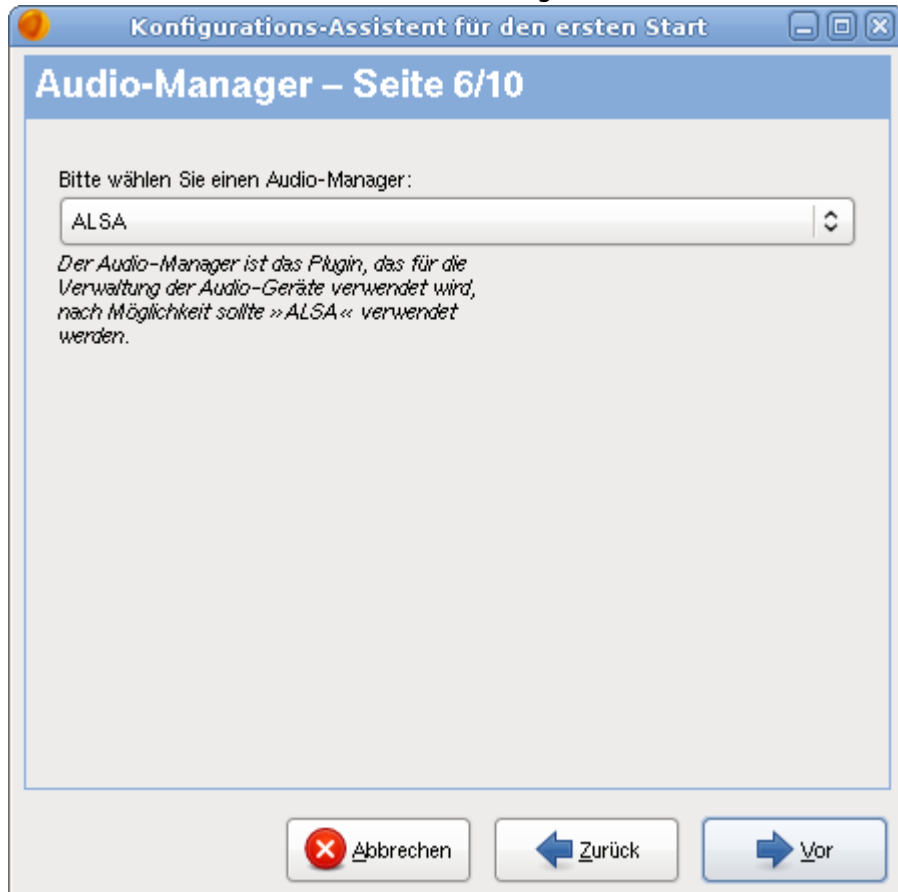 Konfigurations-Assistent für den ersten Start
Audio-Manager – Seite 6/10
Bitte wählen Sie einen Audio-Manager:
ALSA
Der Audio-Manager ist das Plugin, das für die
Verwaltung der Audio-Geräte verwendet wird,
nach Möglichkeit sollte »ALSA« verwendet
werden.
Abbrechen
Zurück
Vor